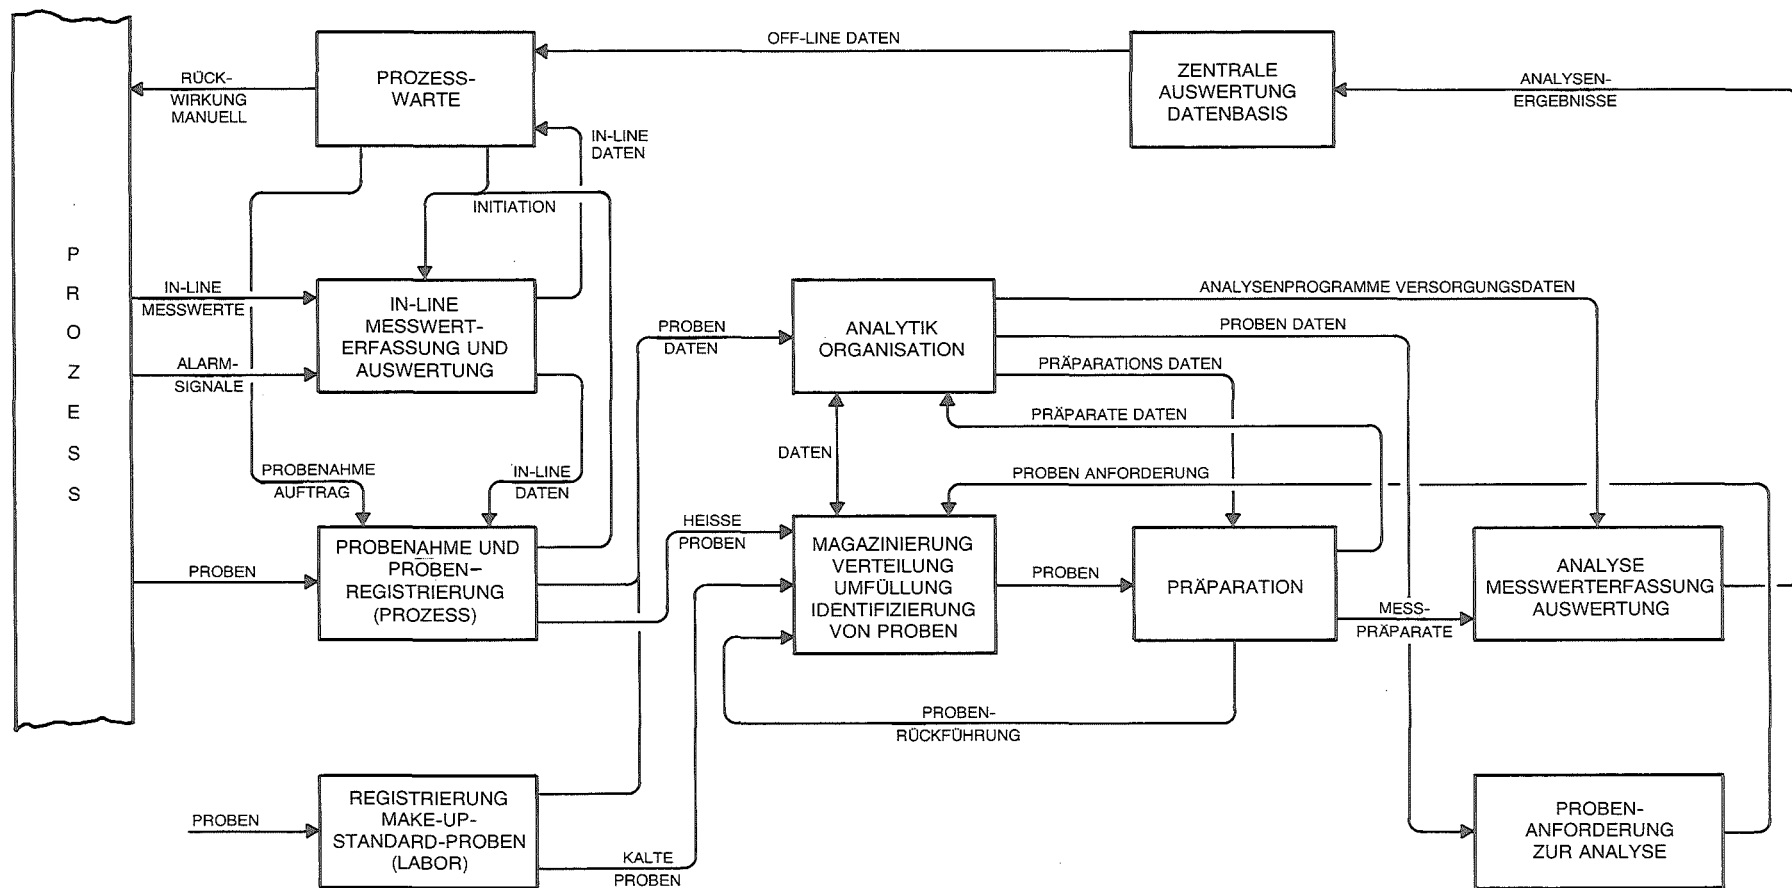 OFF-LINE DATEN
PROZESS-
WARTE
ZENTRALE
AUSWERTUNG
DATENBASIS
ANALYSEN-
ERGEBNISSE
RÜCK-
WIRKUNG
MANUELL
IN-LINE
DATEN
INITIATION
P
R
O
Z
E
S
S
IN-LINE
MESSWERTE
ALARM-
SIGNALE
IN-LINE
MESSWERT-
ERFASSUNG UND
AUSWERTUNG
PROBEN
DATEN
ANALYTIK
ORGANISATION
ANALYSENPROGRAMME VERSORGUNGSDATEN
PROBEN DATEN
PRÄPARATIONS DATEN
PRÄPARATE DATEN
DATEN
PROBEN ANFORDERUNG
PROBENAHME
AUFTRAG
IN-LINE
DATEN
PROBEN
PROBENAHME UND
PROBEN-
REGISTRIERUNG
(PROZESS)
HEISSE
PROBEN
MAGAZINIERUNG
VERTEILUNG
UMFÜLLUNG
IDENTIFIZIERUNG
VON PROBEN
PROBEN
PRÄPARATION
MESS-
PRÄPARATE
ANALYSE
MESSWERTERFASSUNG
AUSWERTUNG
PROBEN-
RÜCKFÜHRUNG
PROBEN
REGISTRIERUNG
MAKE-UP-
STANDARD-PROBEN
(LABOR)
KALTE
PROBEN
PROBEN-
ANFORDERUNG
ZUR ANALYSE